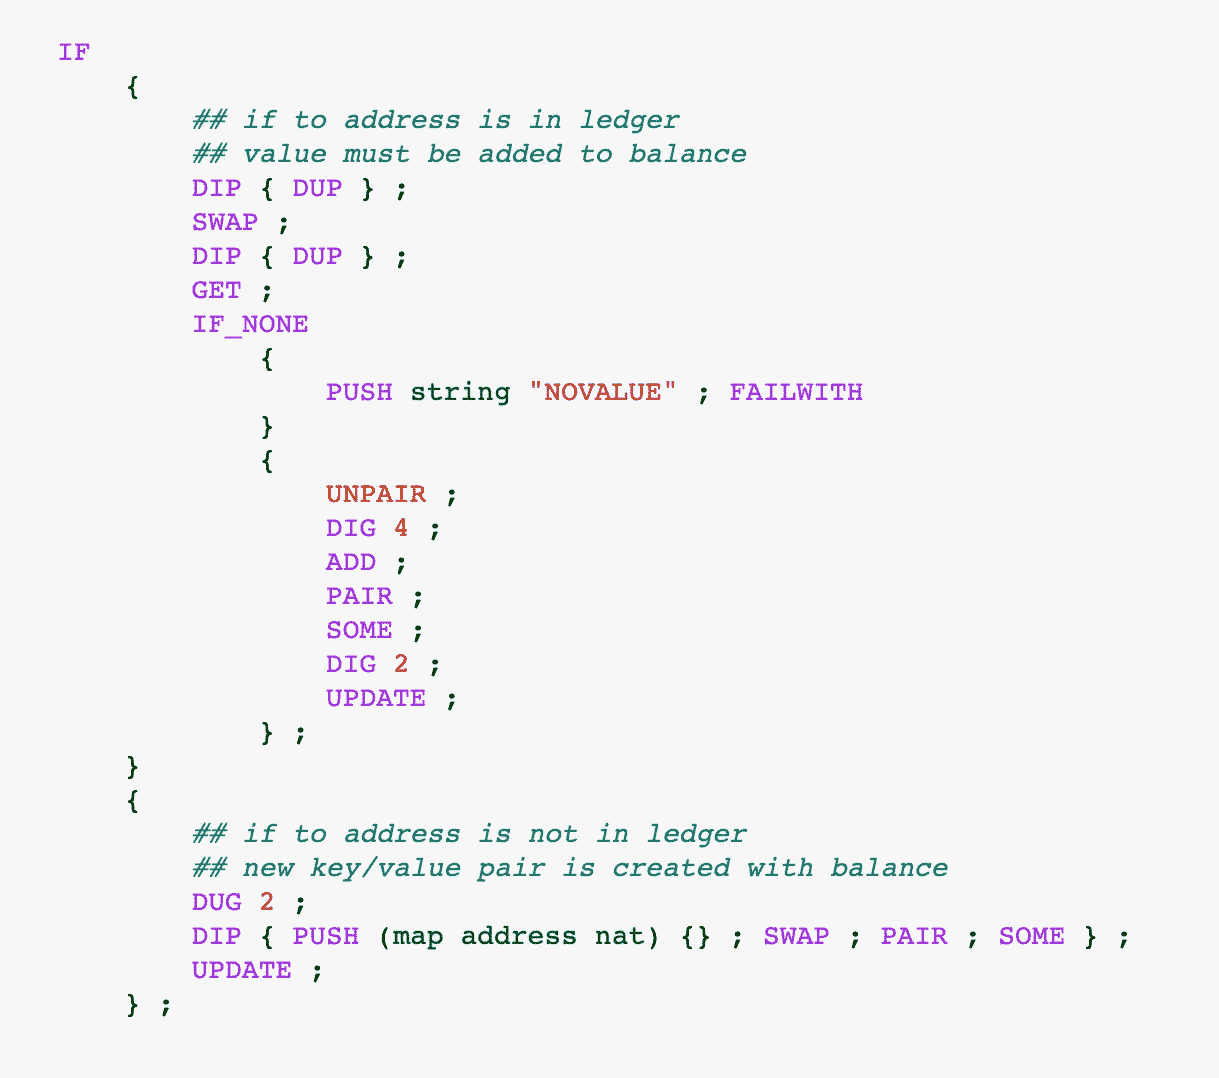 IF
{
## if to address is in ledger
## value must be added to balance
DIP { DUP } ;
SWAP ;
DIP { DUP } ;
GET ;
IF_NONE
{
PUSH string "NOVALUE" ; FAILWITH
}
{
UNPAIR ;
DIG 4 ;
ADD ;
PAIR ;
SOME ;
DIG 2 ;
UPDATE ;
} ;
}
{
## if to address is not in ledger
## new key/value pair is created with balance
DUG 2 ;
DIP { PUSH (map address nat) {} ; SWAP ; PAIR ; SOME } ;
UPDATE ;
} ;